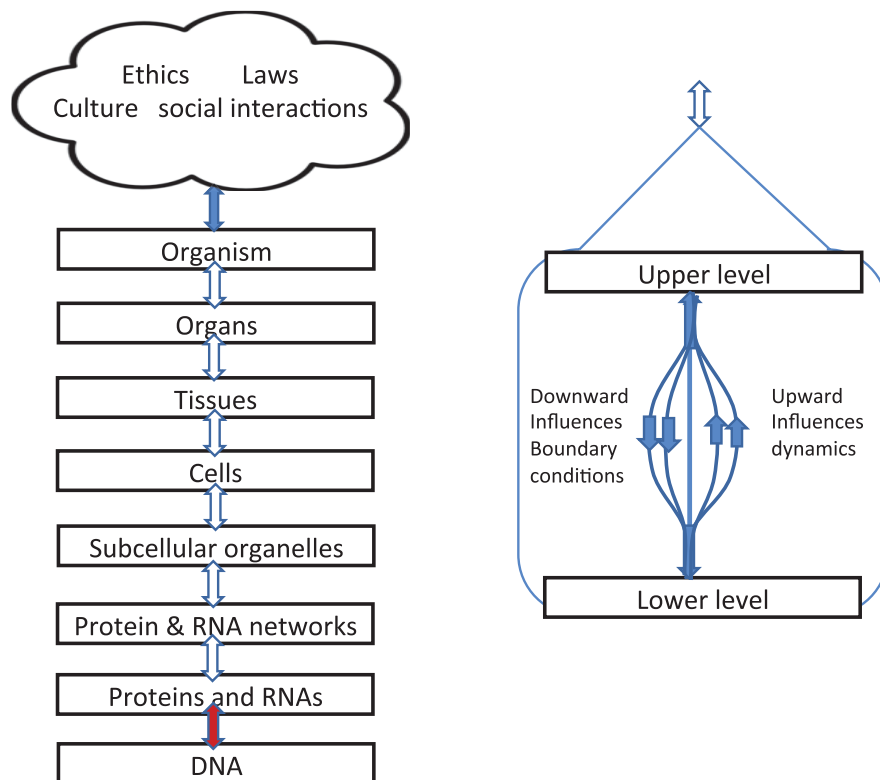 Ethics Laws
Culture social interactions
Organism
Organs
Tissues
Cells
Subcellular organelles
Protein & RNA networks
Proteins and RNAs
DNA
Upper level
Downward
Influences
Boundary
conditions
Upward
Influences
dynamics
Lower level